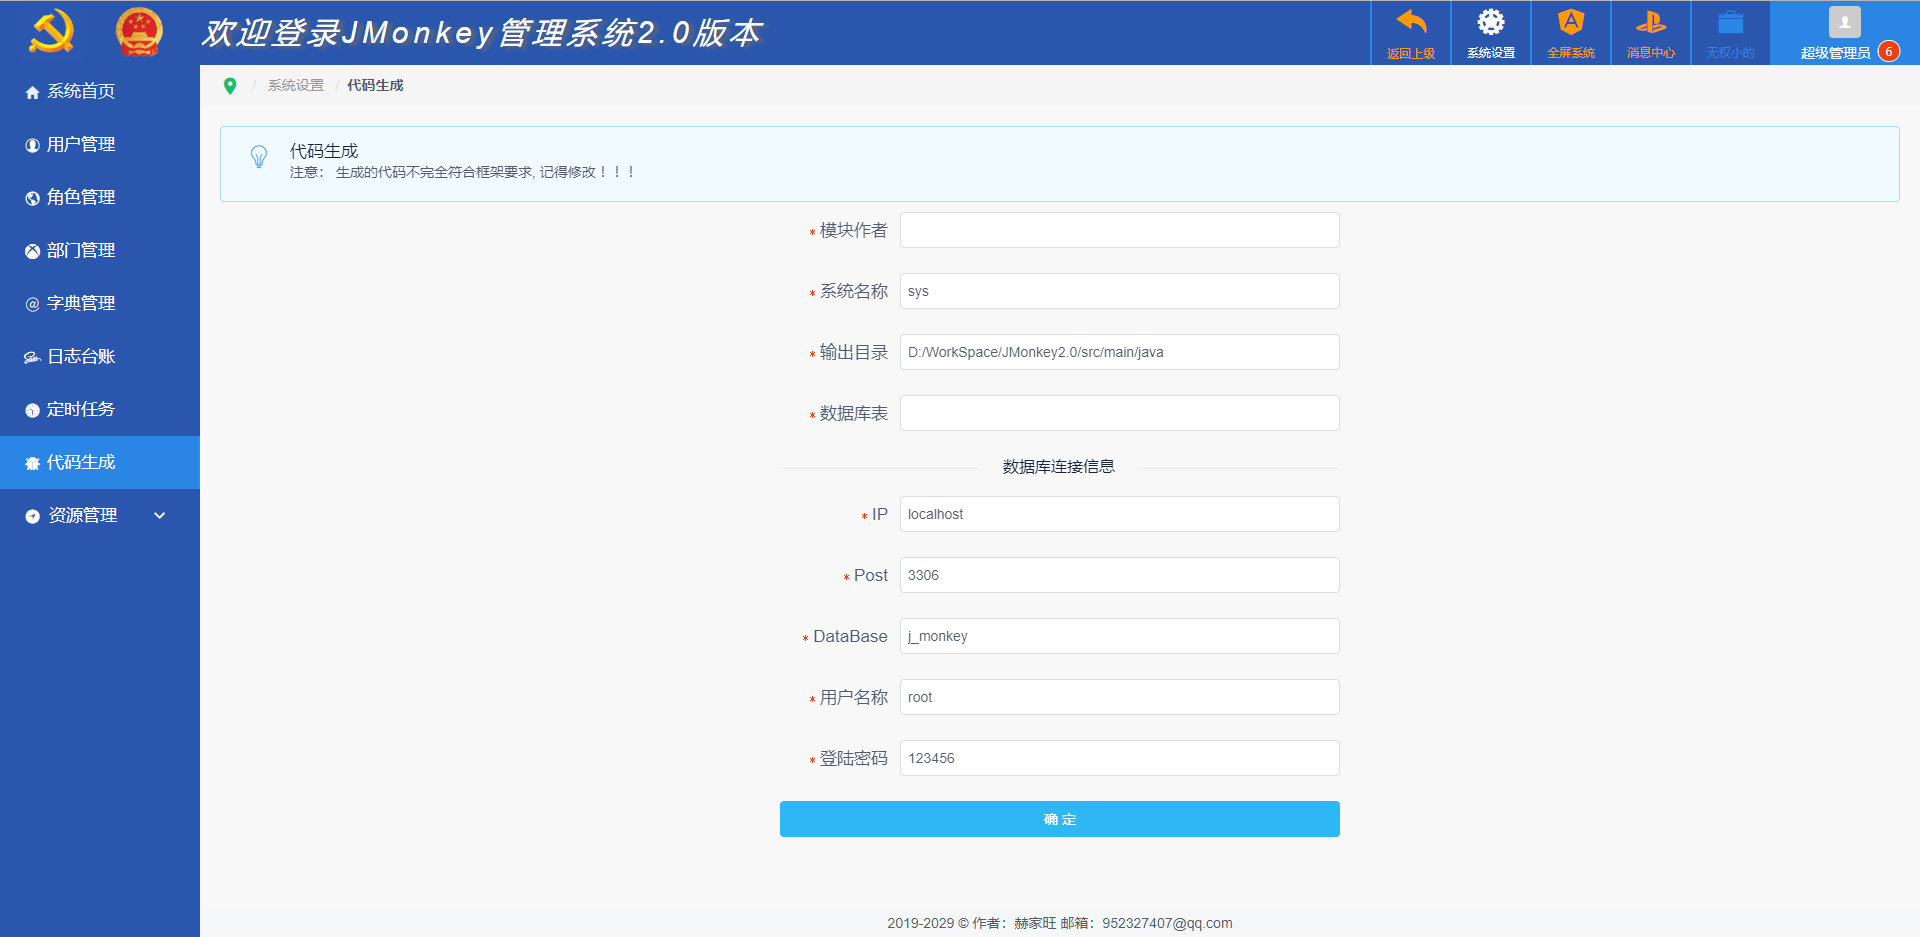 欢迎登录JMonkey管理系统2.0版本
返回上级
系统设置
全屏系统
消息中心
无权小的
超级管理员 6
系统首页
用户管理
角色管理
部门管理
字典管理
日志台账
定时任务
代码生成
资源管理
/ 系统设置 / 代码生成
代码生成
注意： 生成的代码不完全符合框架要求, 记得修改！！！
* 模块作者
* 系统名称 sys
* 输出目录 D:/WorkSpace/JMonkey2.0/src/main/java
* 数据库表
数据库连接信息
* IP localhost
* Post 3306
* DataBase j_monkey
* 用户名称 root
* 登陆密码 123456
确 定
2019-2029 © 作者：赫家旺 邮箱：952327407@qq.com